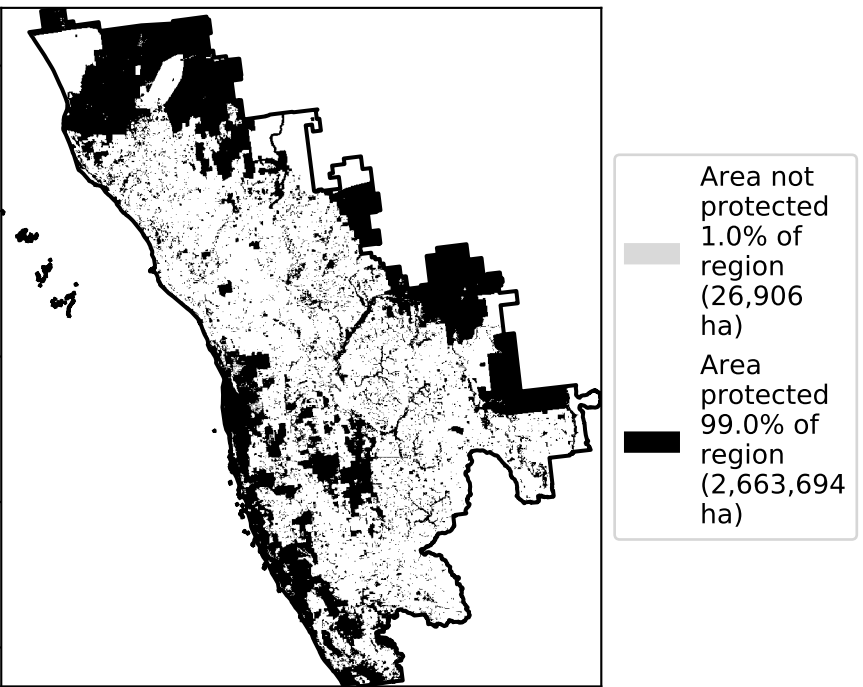 Area not
protected
1.0% of
region
(26,906
ha)
Area
protected
99.0% of
region
(2,663,694
ha)